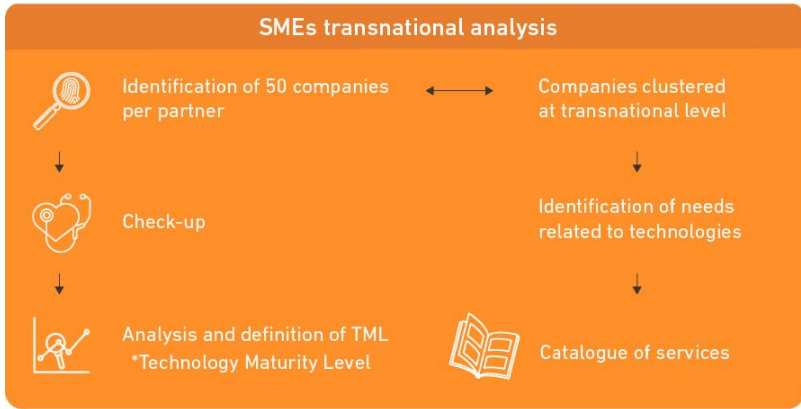 SMEs transnational analysis
Identification of 50 companies
per partner
Companies clustered
at transnational level
Check-up
Identification of needs
related to technologies
Analysis and definition of TML
*Technology Maturity Level
Catalogue of services